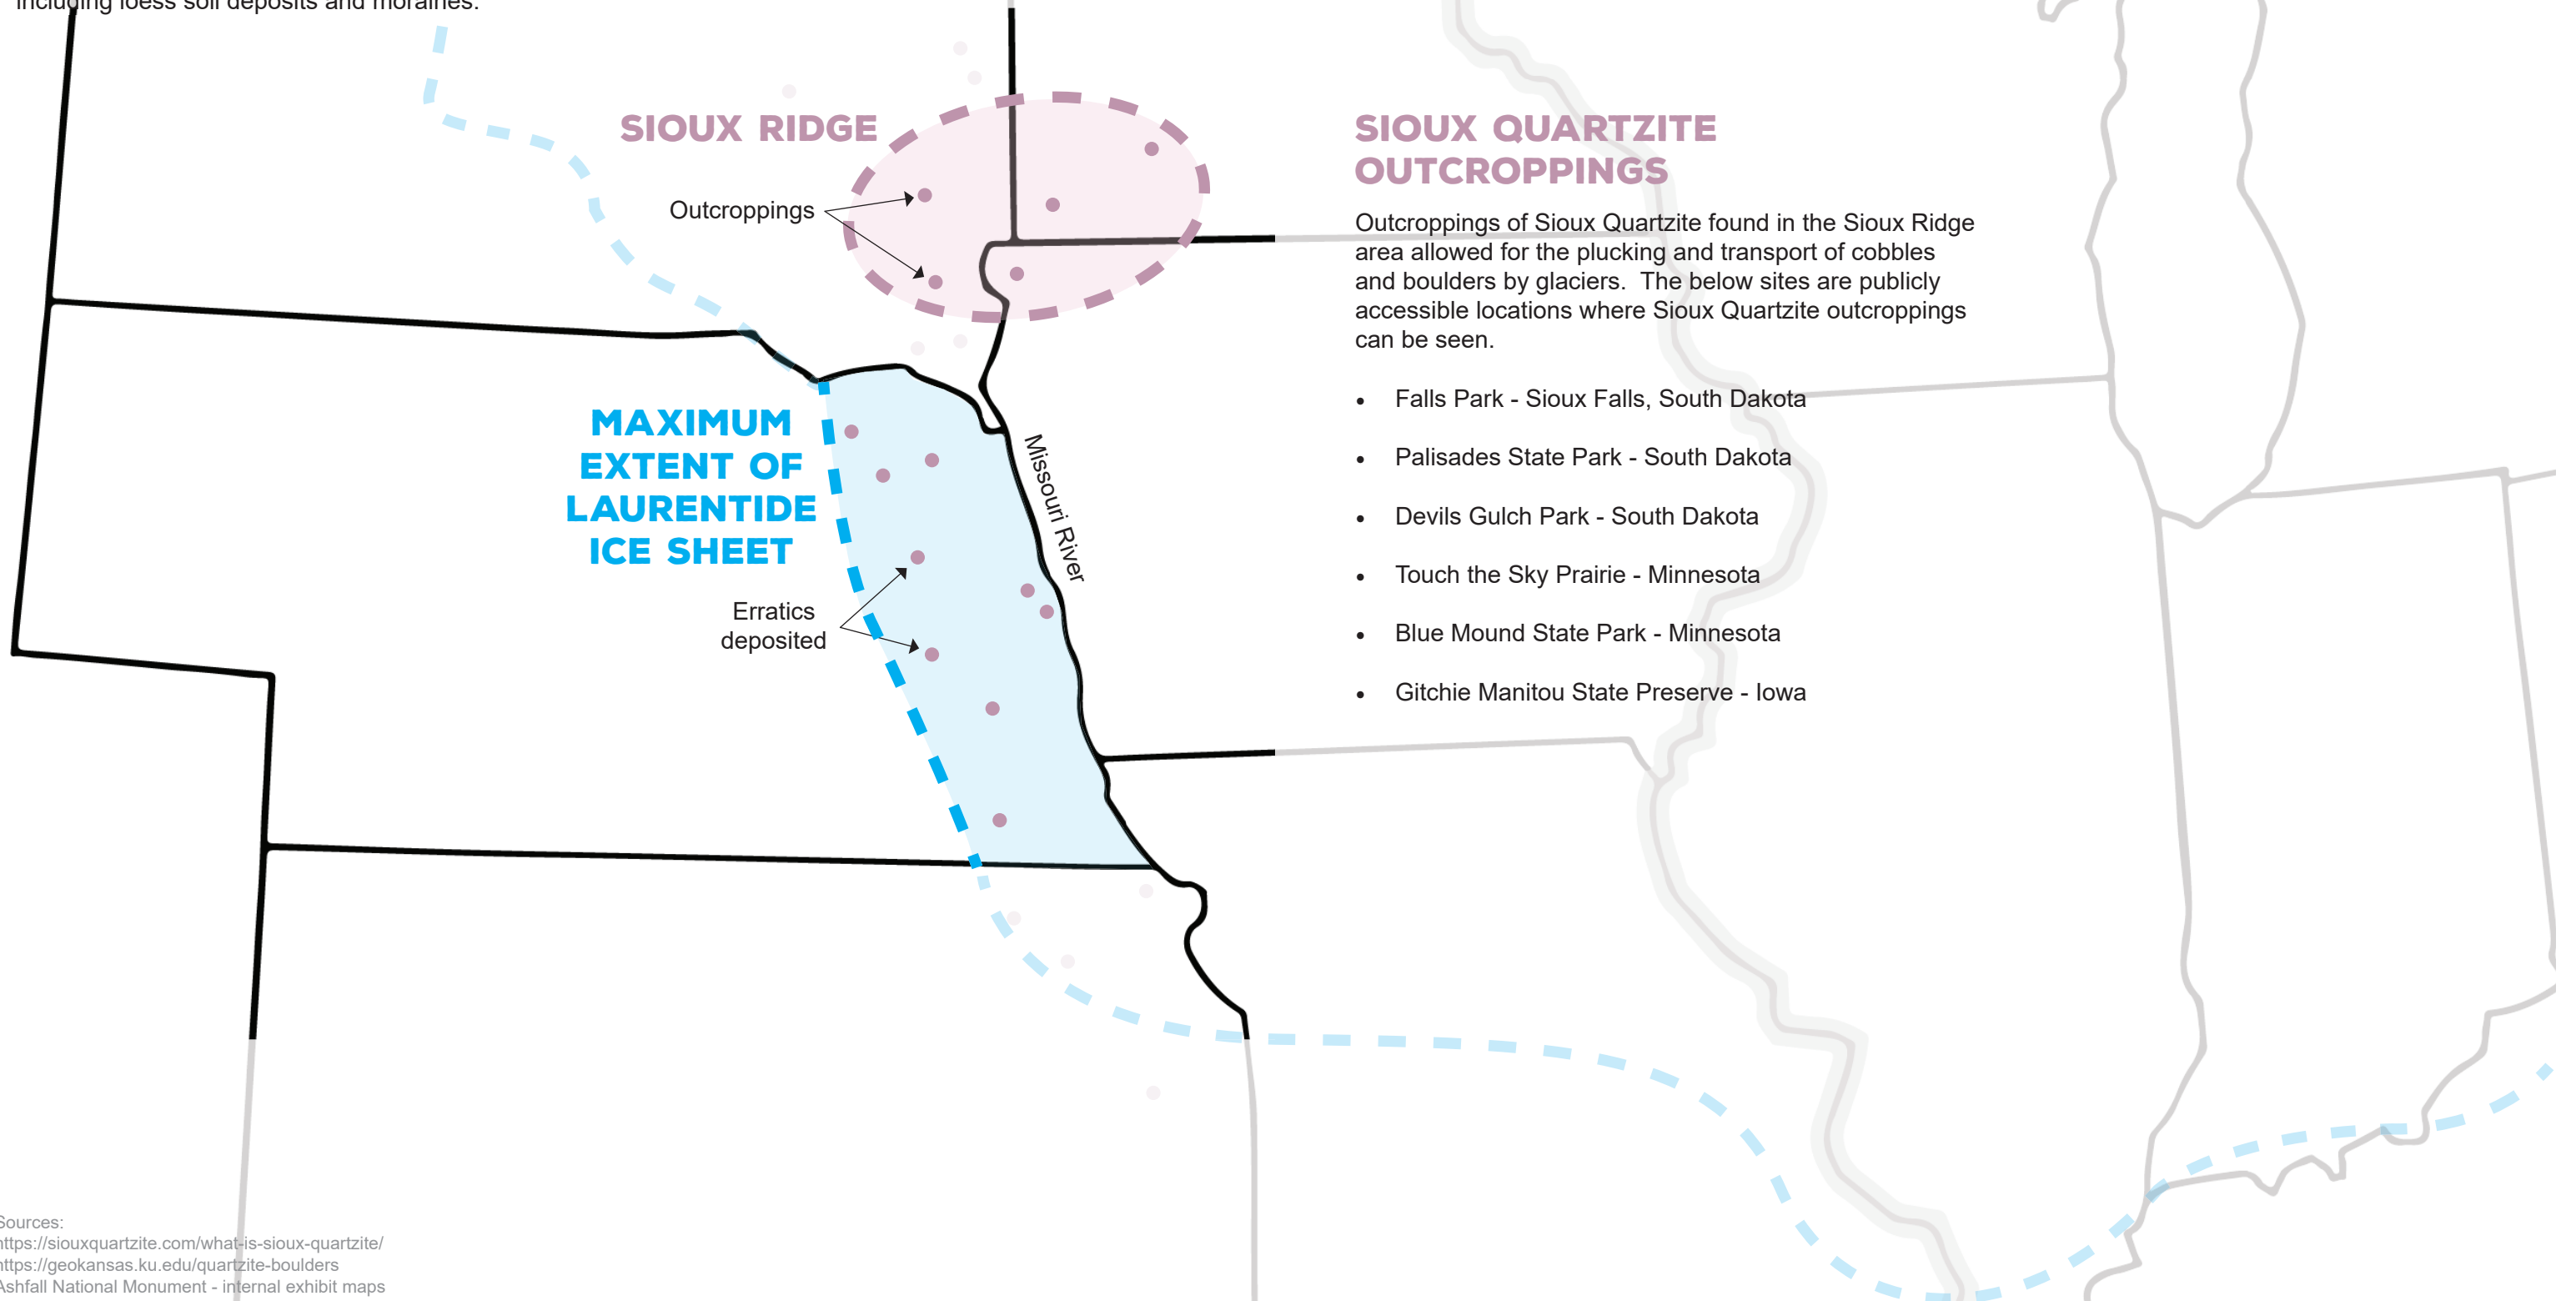 including loess soil deposits and moraines.
SIOUX RIDGE
Outcroppings
SIOUX QUARTZITE
OUTCROPPINGS
Outcroppings of Sioux Quartzite found in the Sioux Ridge
area allowed for the plucking and transport of cobbles
and boulders by glaciers.  The below sites are publicly
accessible locations where Sioux Quartzite outcroppings
can be seen.
• Falls Park - Sioux Falls, South Dakota
• Palisades State Park - South Dakota
• Devils Gulch Park - South Dakota
• Touch the Sky Prairie - Minnesota
• Blue Mound State Park - Minnesota
• Gitchie Manitou State Preserve - Iowa
MAXIMUM
EXTENT OF
LAURENTIDE
ICE SHEET
Missouri River
Erratics
deposited
Sources:
https://siouxquartzite.com/what-is-sioux-quartzite/
https://geokansas.ku.edu/quartzite-boulders
Ashfall National Monument - internal exhibit maps